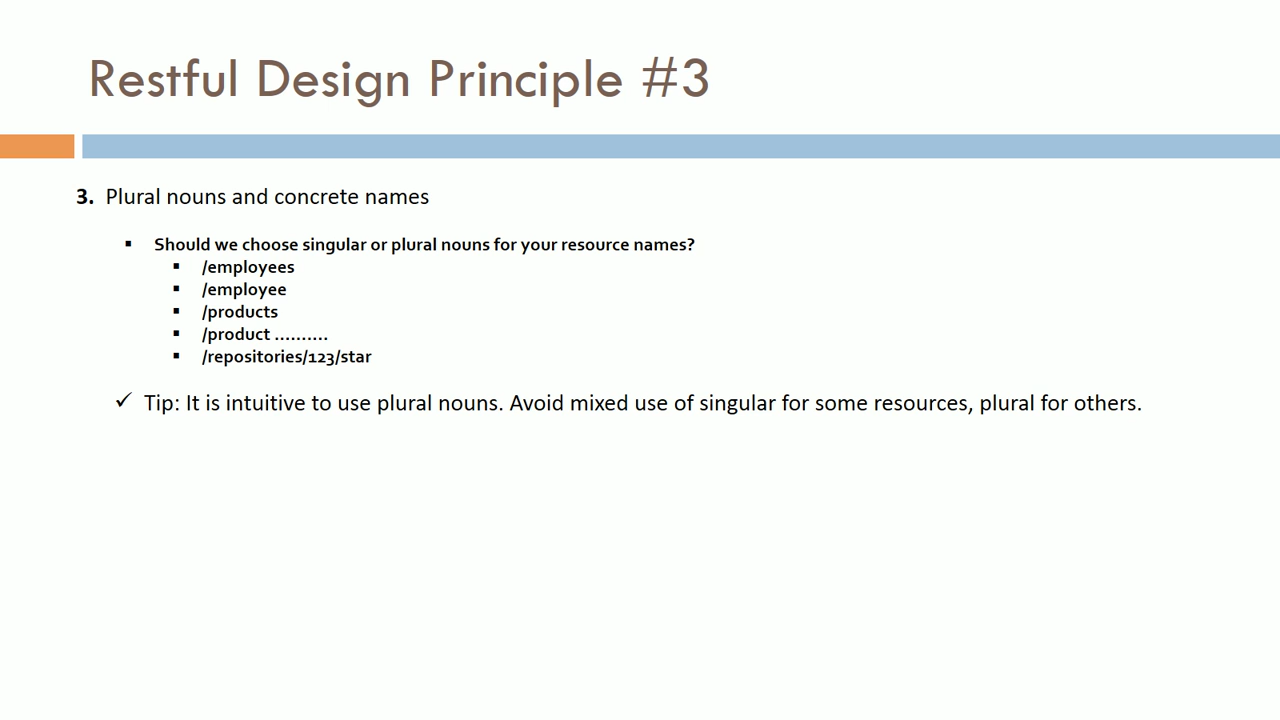 Restful Design Principle #3
3. Plural nouns and concrete names
▪ Should we choose singular or plural nouns for your resource names?
▪ /employees
▪ /employee
▪ /products
▪ /product ..........
▪ /repositories/123/star
✓ Tip: It is intuitive to use plural nouns. Avoid mixed use of singular for some resources, plural for others.